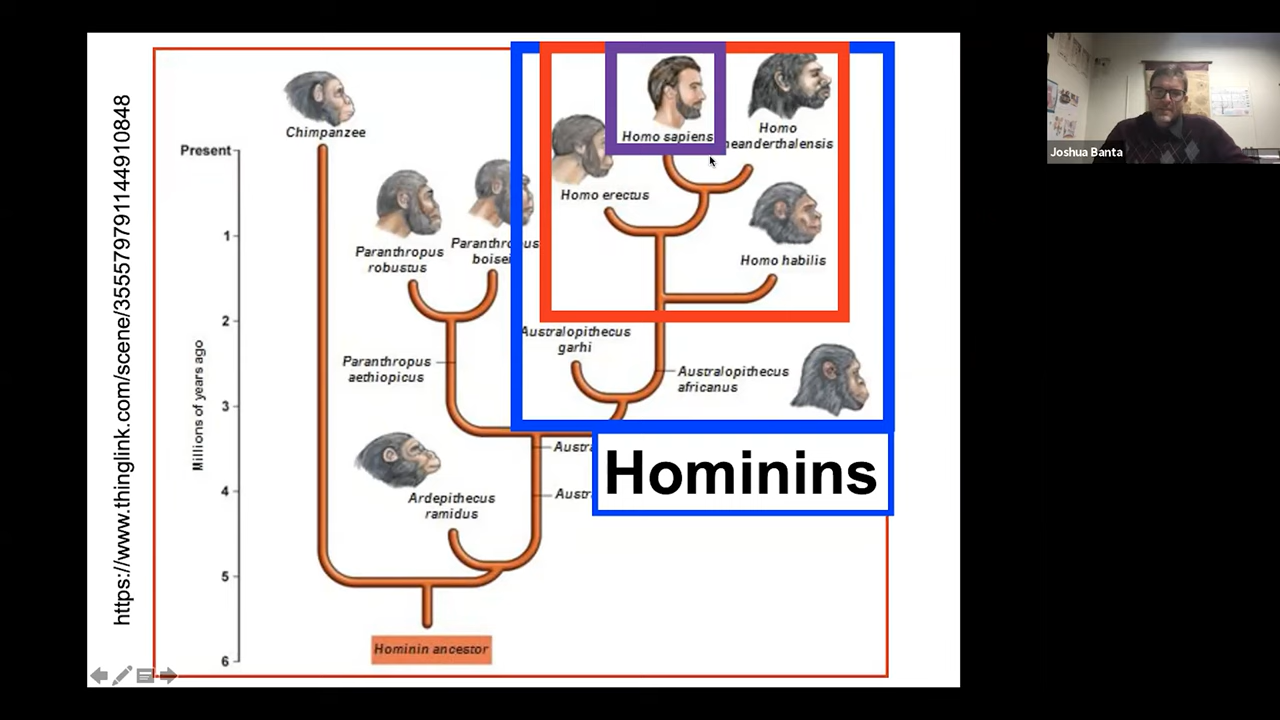 https://www.thinglink.com/scene/355579791144910848
Chimpanzee
Present
1
2
3
4
5
6
Millions of years ago
Paranthropus
robustus
Paranthropus
boisei
Paranthropus
aethiopicus
Ardepithecus
ramidus
Hominin ancestor
Homo sapiens
Homo
neanderthalensis
Homo erectus
Homo habilis
Australopithecus
garhi
Australopithecus
africanus
Hominins
Joshua Banta